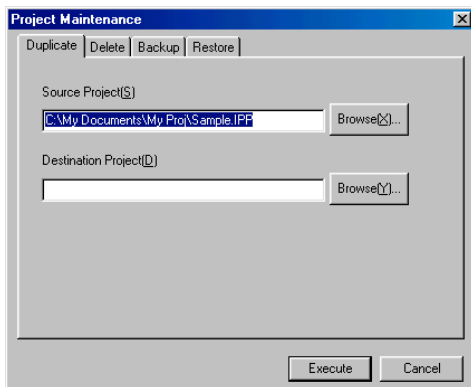 Project Maintenance
Duplicate Delete Backup Restore
Source Project(S)
C:\My Documents\My Proj\Sample.IPP Browse(X)...
Destination Project(D)
Browse(Y)...
Execute Cancel